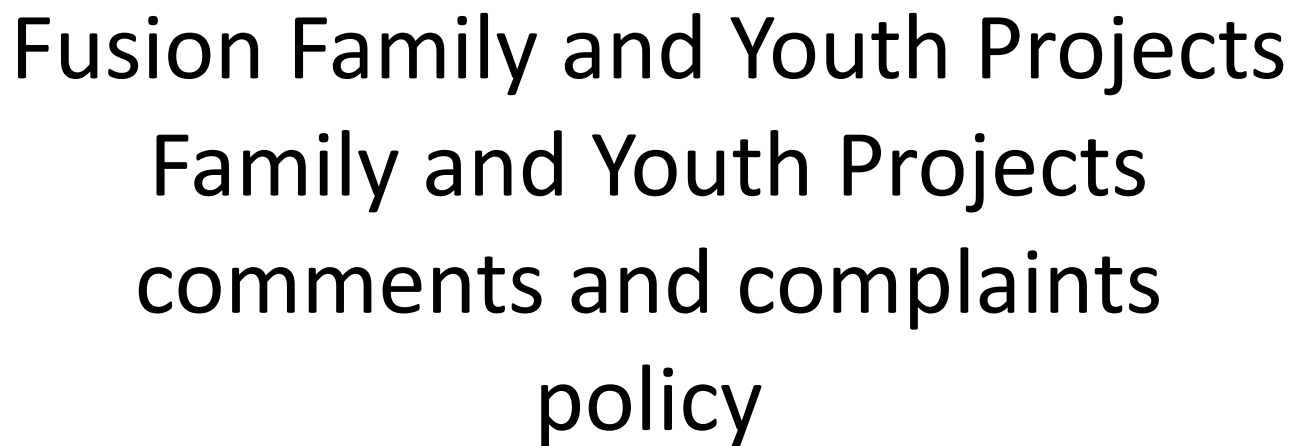 Fusion Family and Youth Projects
Family and Youth Projects
comments and complaints
policy